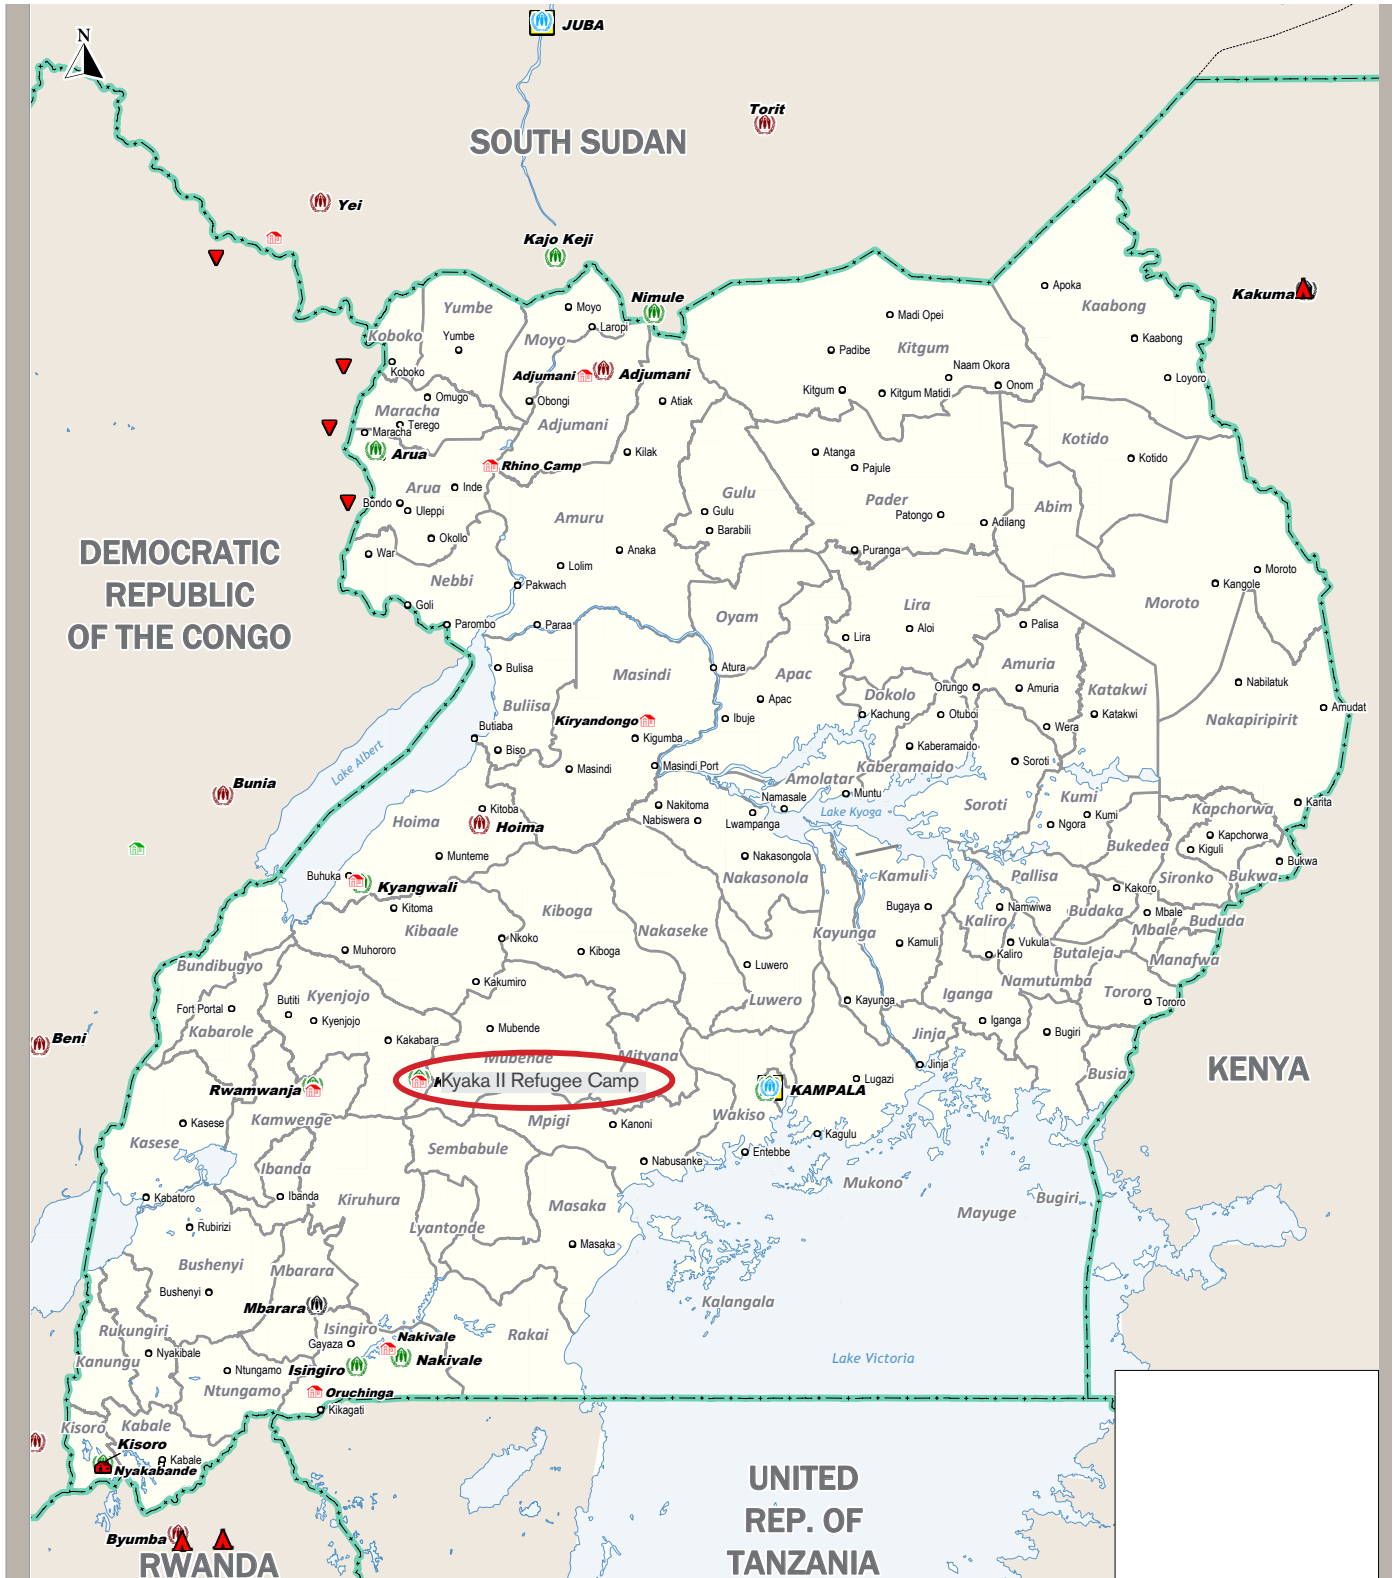 N
JUBA
Torit
SOUTH SUDAN
Yei
Kajo Keji
Nimule
Kakuma
Apoka
Kaabong
Kaabong
Loyoro
Yumbe
Yumbe
Koboko
Koboko
Moyo
Laropi
Moyo
Madi Opei
Padibe
Kitgum
Naam Okora
Kitgum
Kitgum Matidi
Onom
Adjumani
Adjumani
Obongi
Atiak
Adjumani
Omugo
Maracha
Terego
Maracha
Arua
Kilak
Rhino Camp
Atanga
Pajule
Kotido
Kotido
Arua
Inde
Bondo
Uleppi
Gulu
Gulu
Barabili
Pader
Patongo
Adilang
Abim
Amuru
Okollo
War
Anaka
Puranga
Lolim
Nebbi
Pakwach
Goli
Parombo
Paraa
DEMOCRATIC
REPUBLIC
OF THE CONGO
Moroto
Kangole
Moroto
Oyam
Lira
Lira
Aloi
Palisa
Bulisa
Masindi
Atura
Apac
Apac
Amuria
Amuria
Orungo
Katakwi
Katakwi
Nabilatuk
Amudat
Nakapiripirit
Buliisa
Kiryandongo
Kigumba
Ibuje
Dokolo
Kachung
Otuboi
Wera
Butiaba
Biso
Masindi
Masindi Port
Kaberamaido
Kaberamaido
Soroti
Soroti
Lake Albert
Amolatar
Muntu
Namasale
Lwampanga
Lake Kyoga
Nakitoma
Nabiswera
Bunia
Kitoba
Hoima
Hoima
Kumi
Kumi
Ngora
Kapchorwa
Kapchorwa
Karita
Kiguli
Bukwa
Bukwa
Bukedea
Sironko
Munteme
Nakasongola
Nakasonola
Kamuli
Pallisa
Kakoro
Buhuka
Kyangwali
Kitoma
Kibaale
Kiboga
Kiboga
Nakaseke
Bugaya
Kaliro
Namwiwa
Budaka
Mbale
Mbale
Bududa
Nkoko
Muhororo
Kayunga
Kamuli
Vukula
Kaliro
Butaleja
Manafwa
Bundibugyo
Kakumiro
Luwero
Luwero
Namutumba
Iganga
Iganga
Tororo
Tororo
Fort Portal
Butiti
Kyenjojo
Kyenjojo
Kabarole
Mubende
Mubende
Kakabara
Mityana
Kayunga
Jinja
Jinja
Bugiri
Beni
Kyaka II Refugee Camp
Rwamwanja
KAMPALA
Lugazi
Busia
KENYA
Kasese
Kasese
Kamwenge
Mpigi
Kanoni
Wakiso
Kagulu
Entebbe
Sembabule
Nabusanke
Ibanda
Ibanda
Kiruhura
Kabatoro
Rubirizi
Masaka
Masaka
Mukono
Mayuge
Bugiri
Lyantonde
Bushenyi
Bushenyi
Mbarara
Mbarara
Kalangala
Rukungiri
Isingiro
Gayaza
Nakivale
Nakivale
Isingiro
Rakai
Lake Victoria
Kanungu
Nyakibale
Ntungamo
Ntungamo
Oruchinga
Kikagati
Kisoro
Kabale
Kisoro
Kabale
Nyakabande
Byumba
RWANDA
UNITED
REP. OF
TANZANIA